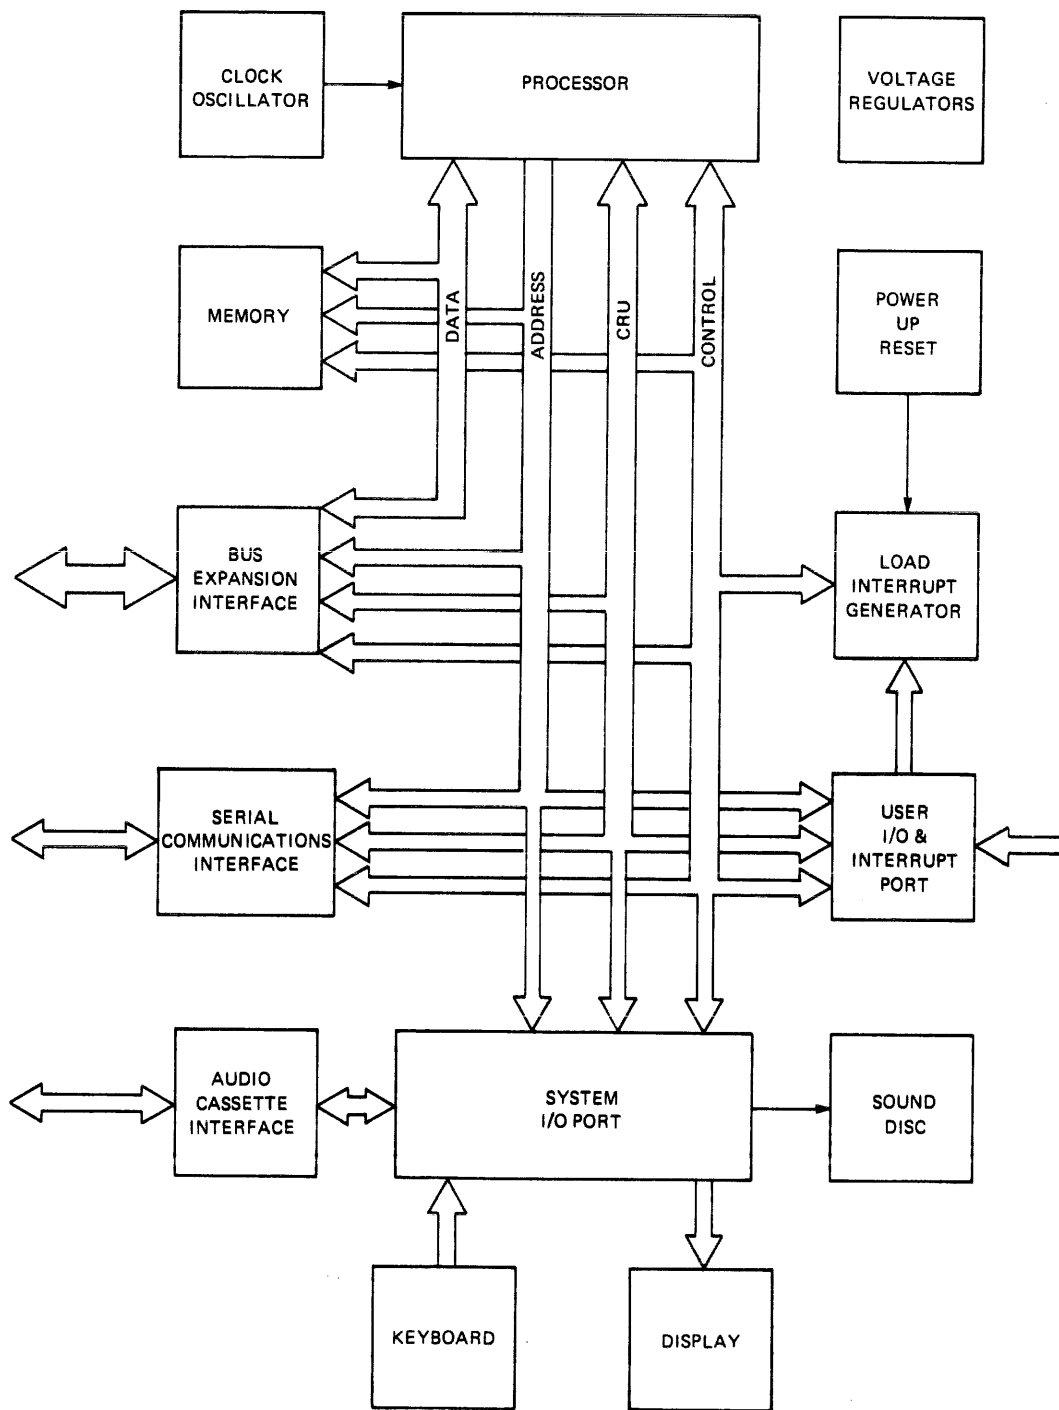 CLOCK
OSCILLATOR
PROCESSOR
VOLTAGE
REGULATORS
MEMORY
DATA
ADDRESS
CRU
CONTROL
POWER
UP
RESET
BUS
EXPANSION
INTERFACE
LOAD
INTERRUPT
GENERATOR
SERIAL
COMMUNICATIONS
INTERFACE
USER
I/O &
INTERRUPT
PORT
AUDIO
CASSETTE
INTERFACE
SYSTEM
I/O PORT
SOUND
DISC
KEYBOARD
DISPLAY